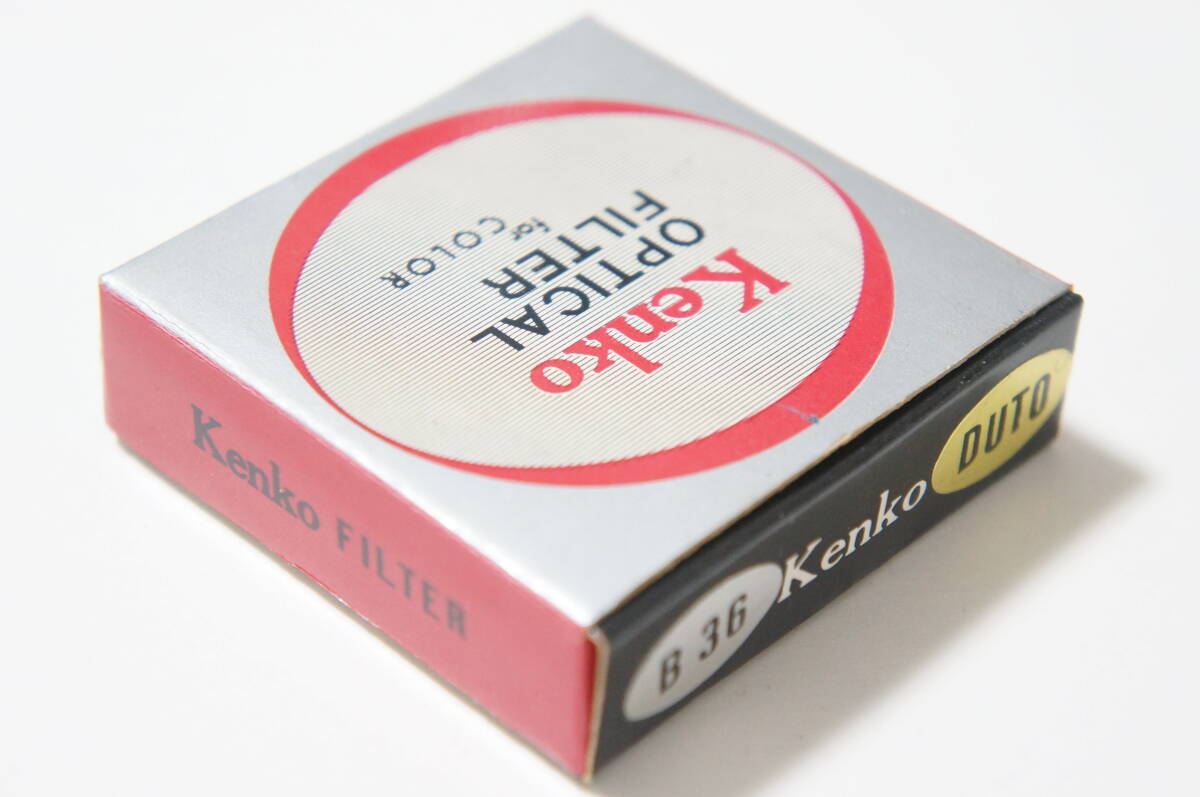 Kenko
OPTICAL
FILTER
for COLOR
Kenko FILTER
B 36 Kenko DUTO